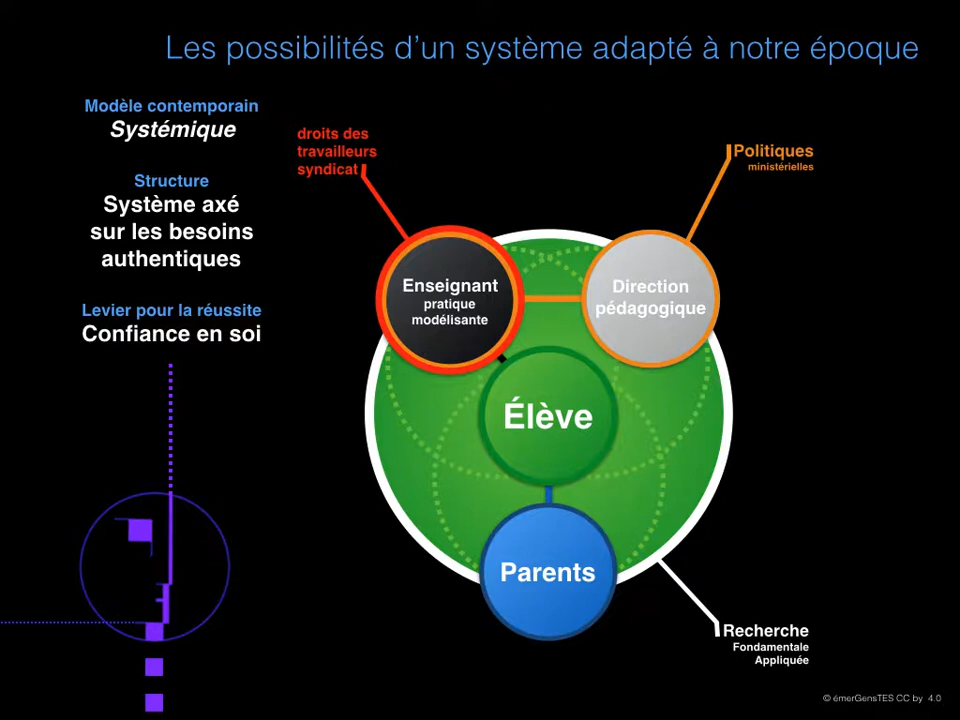 Les possibilités d'un système adapté à notre époque
Modèle contemporain
Systémique
Structure
Système axé
sur les besoins
authentiques
Levier pour la réussite
Confiance en soi
droits des
travailleurs
syndicat
Politiques
ministérielles
Enseignant
pratique
modélisante
Direction
pédagogique
Élève
Parents
Recherche
Fondamentale
Appliquée
© émerGensTES CC by 4.0